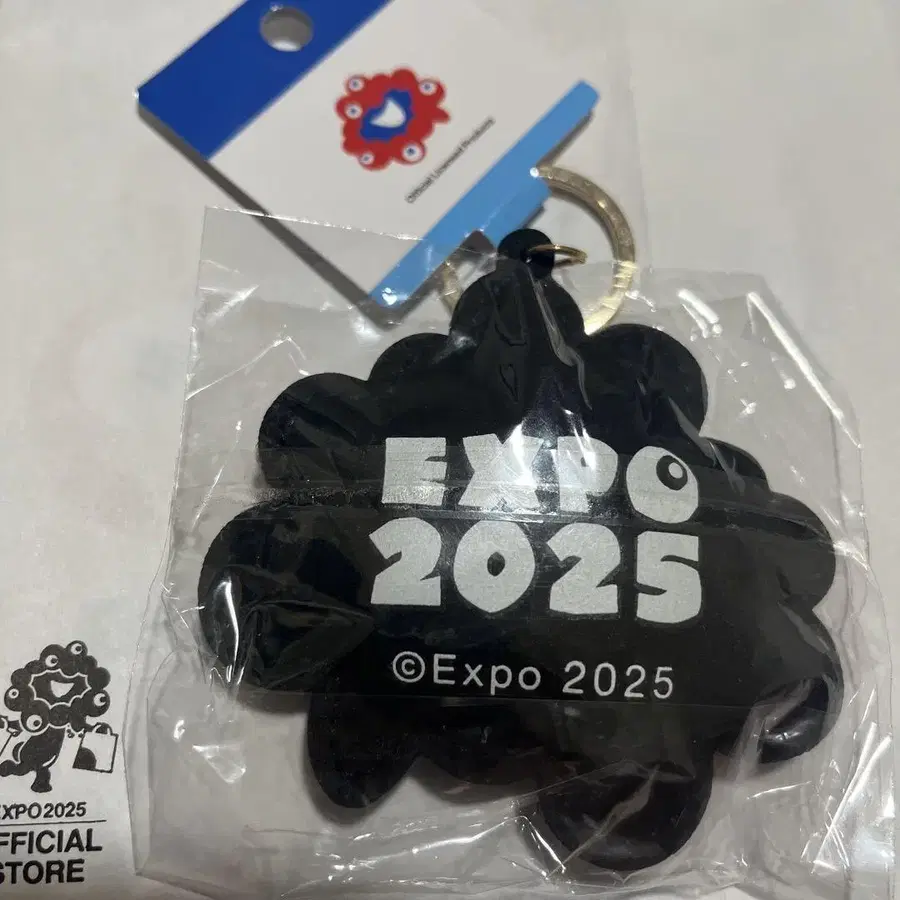 Official Licensed Products
EXPO
2025
©Expo 2025
EXPO2025
OFFICIAL
STORE